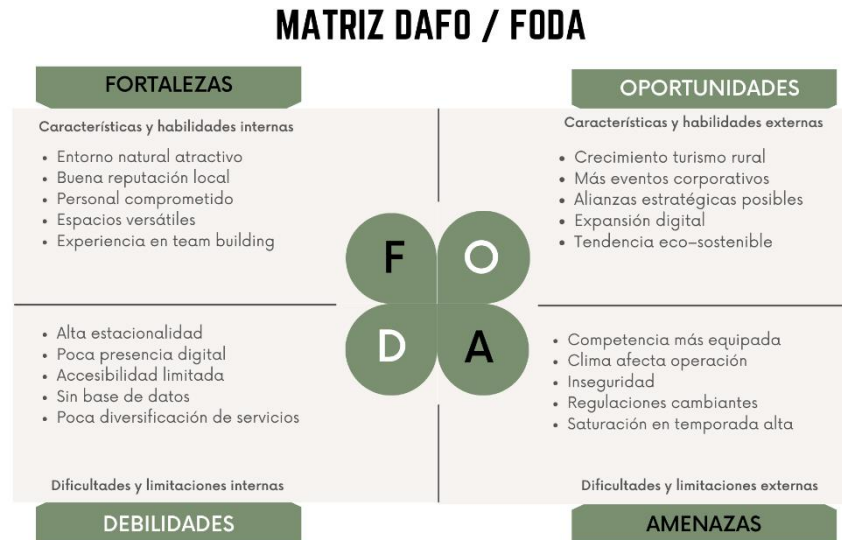 MATRIZ DAFO / FODA
FORTALEZAS
Características y habilidades internas
• Entorno natural atractivo
• Buena reputación local
• Personal comprometido
• Espacios versátiles
• Experiencia en team building
OPORTUNIDADES
Características y habilidades externas
• Crecimiento turismo rural
• Más eventos corporativos
• Alianzas estratégicas posibles
• Expansión digital
• Tendencia eco-sostenible
F O
D A
• Alta estacionalidad
• Poca presencia digital
• Accesibilidad limitada
• Sin base de datos
• Poca diversificación de servicios
Dificultades y limitaciones internas
DEBILIDADES
• Competencia más equipada
• Clima afecta operación
• Inseguridad
• Regulaciones cambiantes
• Saturación en temporada alta
Dificultades y limitaciones externas
AMENAZAS